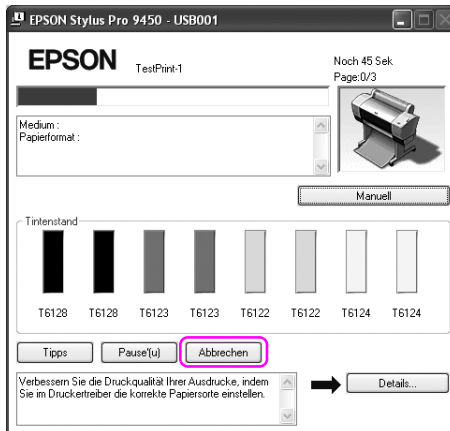 EPSON Stylus Pro 9450 - USB001
EPSON
TestPrint-1
Noch 45 Sek
Page:0/3
Medium :
Papierformat :
Manuell
Tintenstand
T6128 T6128 T6123 T6123 T6122 T6122 T6124 T6124
Tipps Pause'(u) Abbrechen
Verbessern Sie die Druckqualität Ihrer Ausdrucke, indem
Sie im Druckertreiber die korrekte Papiersorte einstellen.
Details...